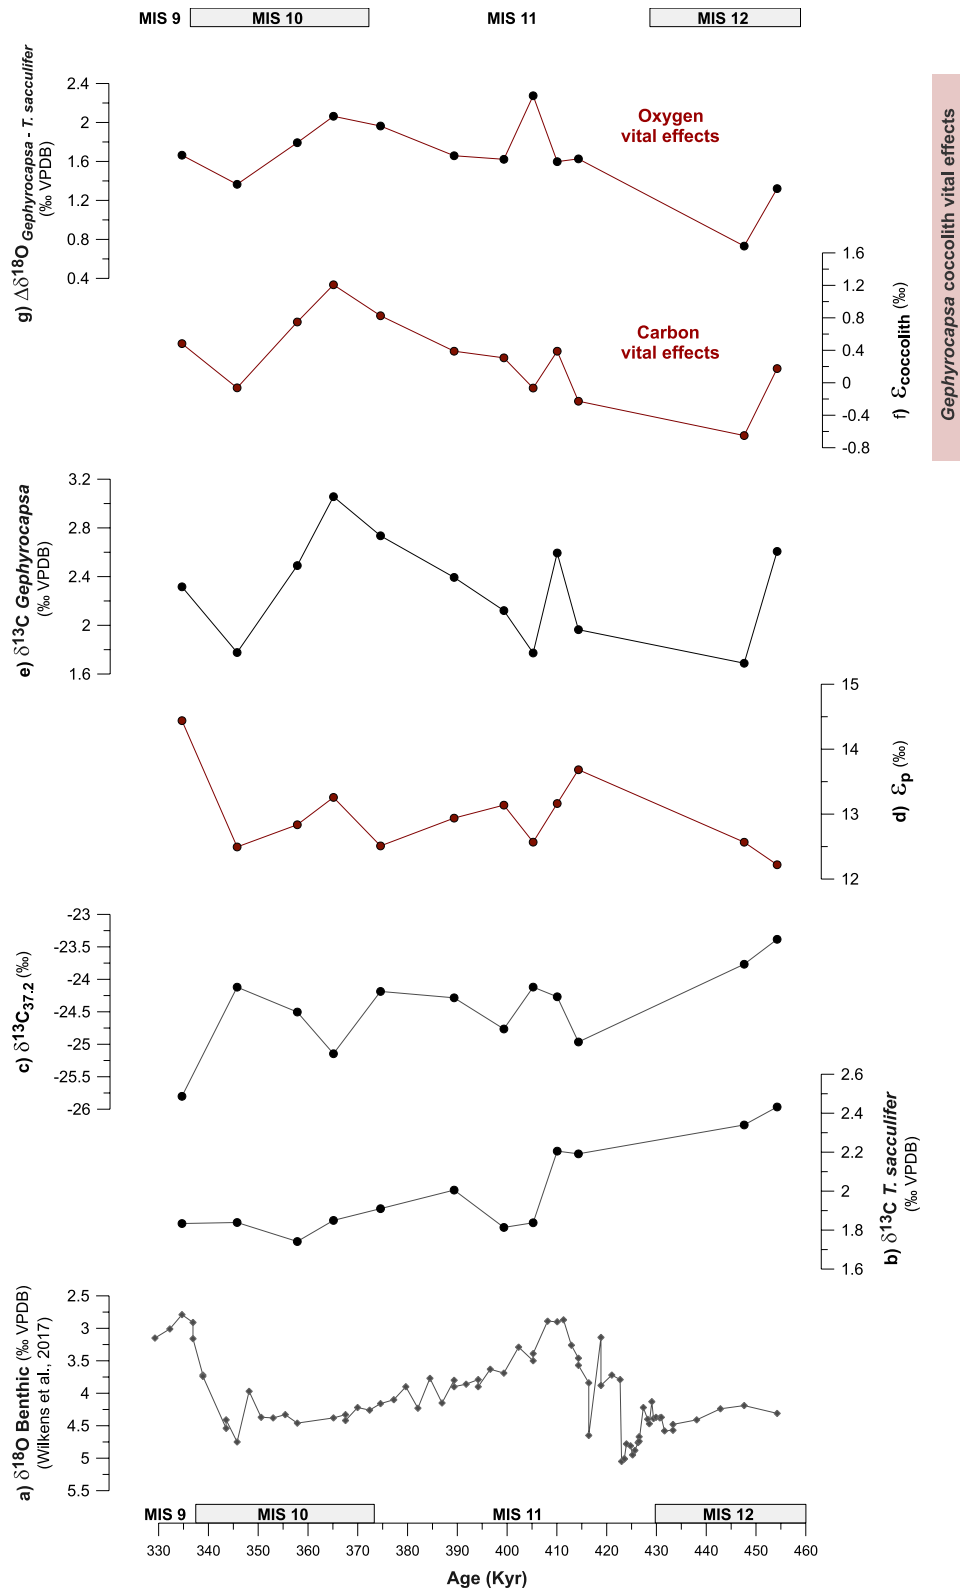 MIS 9 MIS 10 MIS 11 MIS 12
g) Δδ18O Gephyrocapsa - T. sacculifer
(‰ VPDB)
2.4
2
1.6
1.2
0.8
0.4
Oxygen
vital effects
Gephyrocapsa coccolith vital effects
1.6
1.2
0.8
0.4
0
-0.4
-0.8
f) εcoccolith (‰)
Carbon
vital effects
e) δ13C Gephyrocapsa
(‰ VPDB)
3.2
2.8
2.4
2
1.6
15
14
13
12
d) εp (‰)
c) δ13C37.2 (‰)
-23
-23.5
-24
-24.5
-25
-25.5
-26
2.6
2.4
2.2
2
1.8
1.6
b) δ13C T. sacculifer
(‰ VPDB)
a) δ18O Benthic (‰ VPDB)
(Wilkens et al., 2017)
2.5
3
3.5
4
4.5
5
5.5
MIS 9 MIS 10 MIS 11 MIS 12
330 340 350 360 370 380 390 400 410 420 430 440 450 460
Age (Kyr)